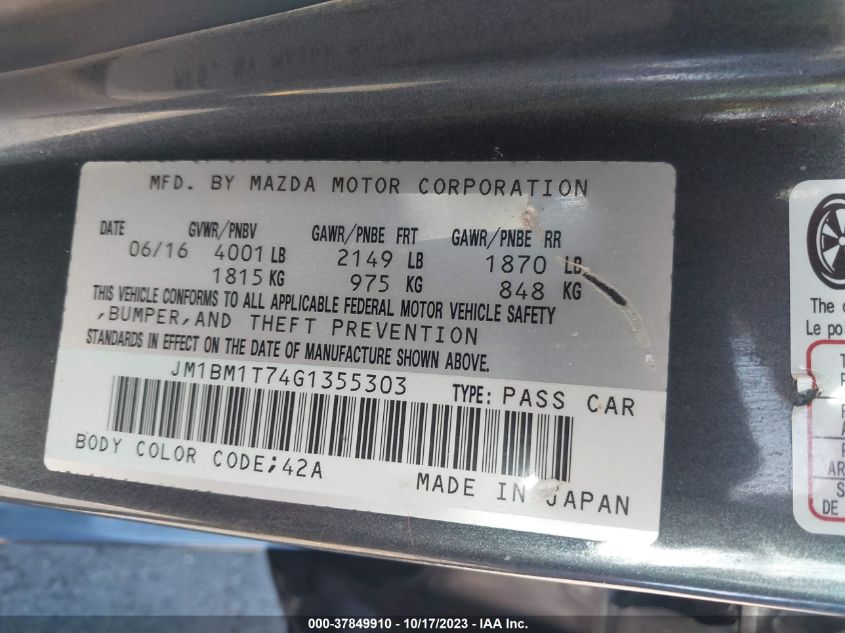 MFD. BY MAZDA MOTOR CORPORATION
DATE GVWR/PNBV GAWR/PNBE FRT GAWR/PNBE RR
06/16 4001 LB 2149 LB 1870 LB
1815 KG 975 KG 848 KG
THIS VEHICLE CONFORMS TO ALL APPLICABLE FEDERAL MOTOR VEHICLE SAFETY
,BUMPER,AND THEFT PREVENTION
STANDARDS IN EFFECT ON THE DATE OF MANUFACTURE SHOWN ABOVE.
JM1BM1T74G1355303 TYPE: PASS CAR
BODY COLOR CODE;42A
MADE IN JAPAN
The
Le
DE
000-37849910 - 10/17/2023 - IAA Inc.